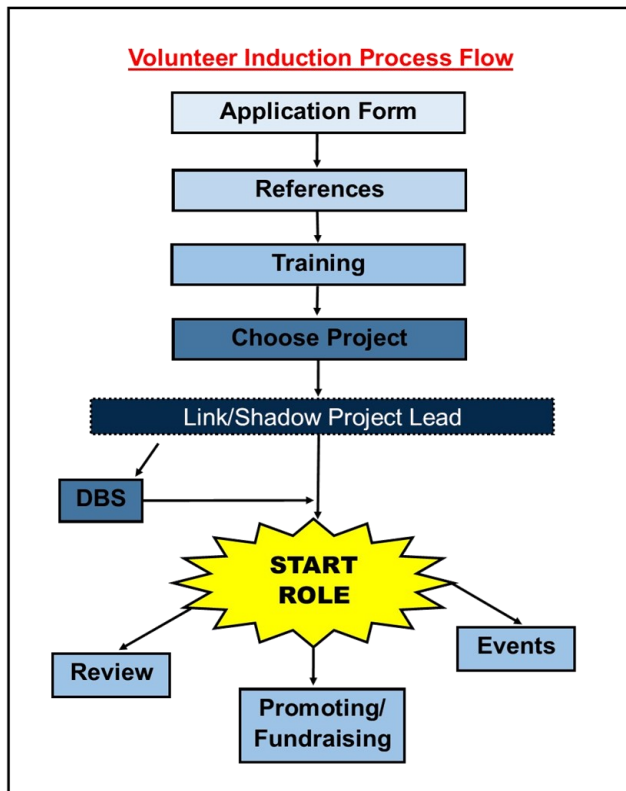 Volunteer Induction Process Flow
Application Form
References
Training
Choose Project
Link/Shadow Project Lead
DBS
START
ROLE
Review
Promoting/
Fundraising
Events